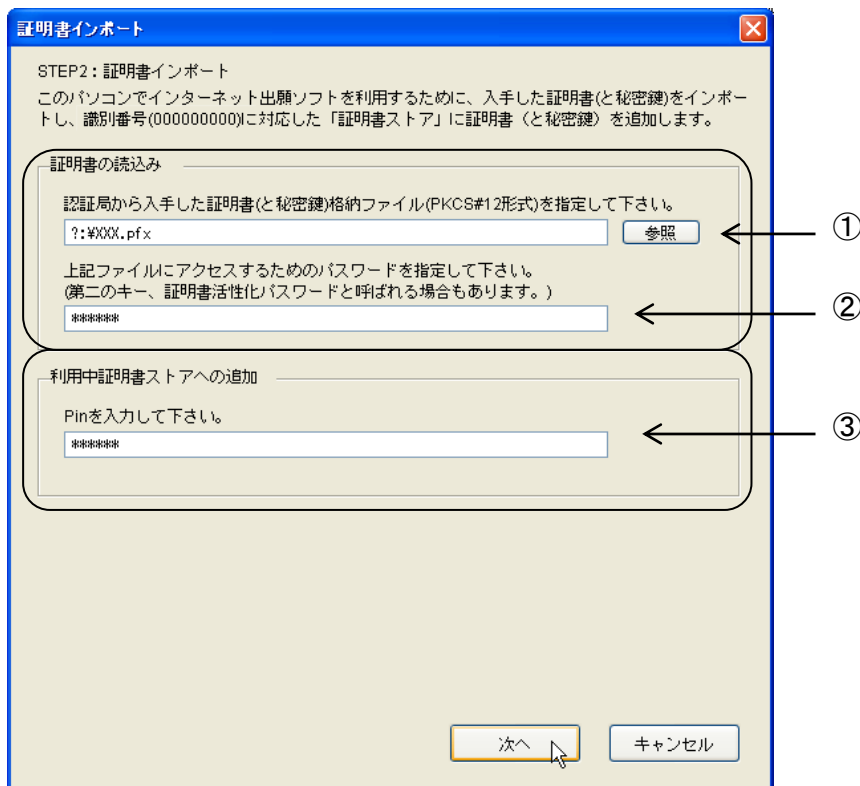 証明書インポート
STEP2：証明書インポート
このパソコンでインターネット出願ソフトを利用するために、入手した証明書(と秘密鍵)をインポー
トし、識別番号(000000000)に対応した「証明書ストア」に証明書（と秘密鍵）を追加します。
証明書の読込み
認証局から入手した証明書(と秘密鍵)格納ファイル(PKCS#12形式)を指定して下さい。
?:¥XXX.pfx 参照 ①
上記ファイルにアクセスするためのパスワードを指定して下さい。
(第二のキー、証明書活性化パスワードと呼ばれる場合もあります。)
****** ②
利用中証明書ストアへの追加
Pinを入力して下さい。
****** ③
次へ キャンセル